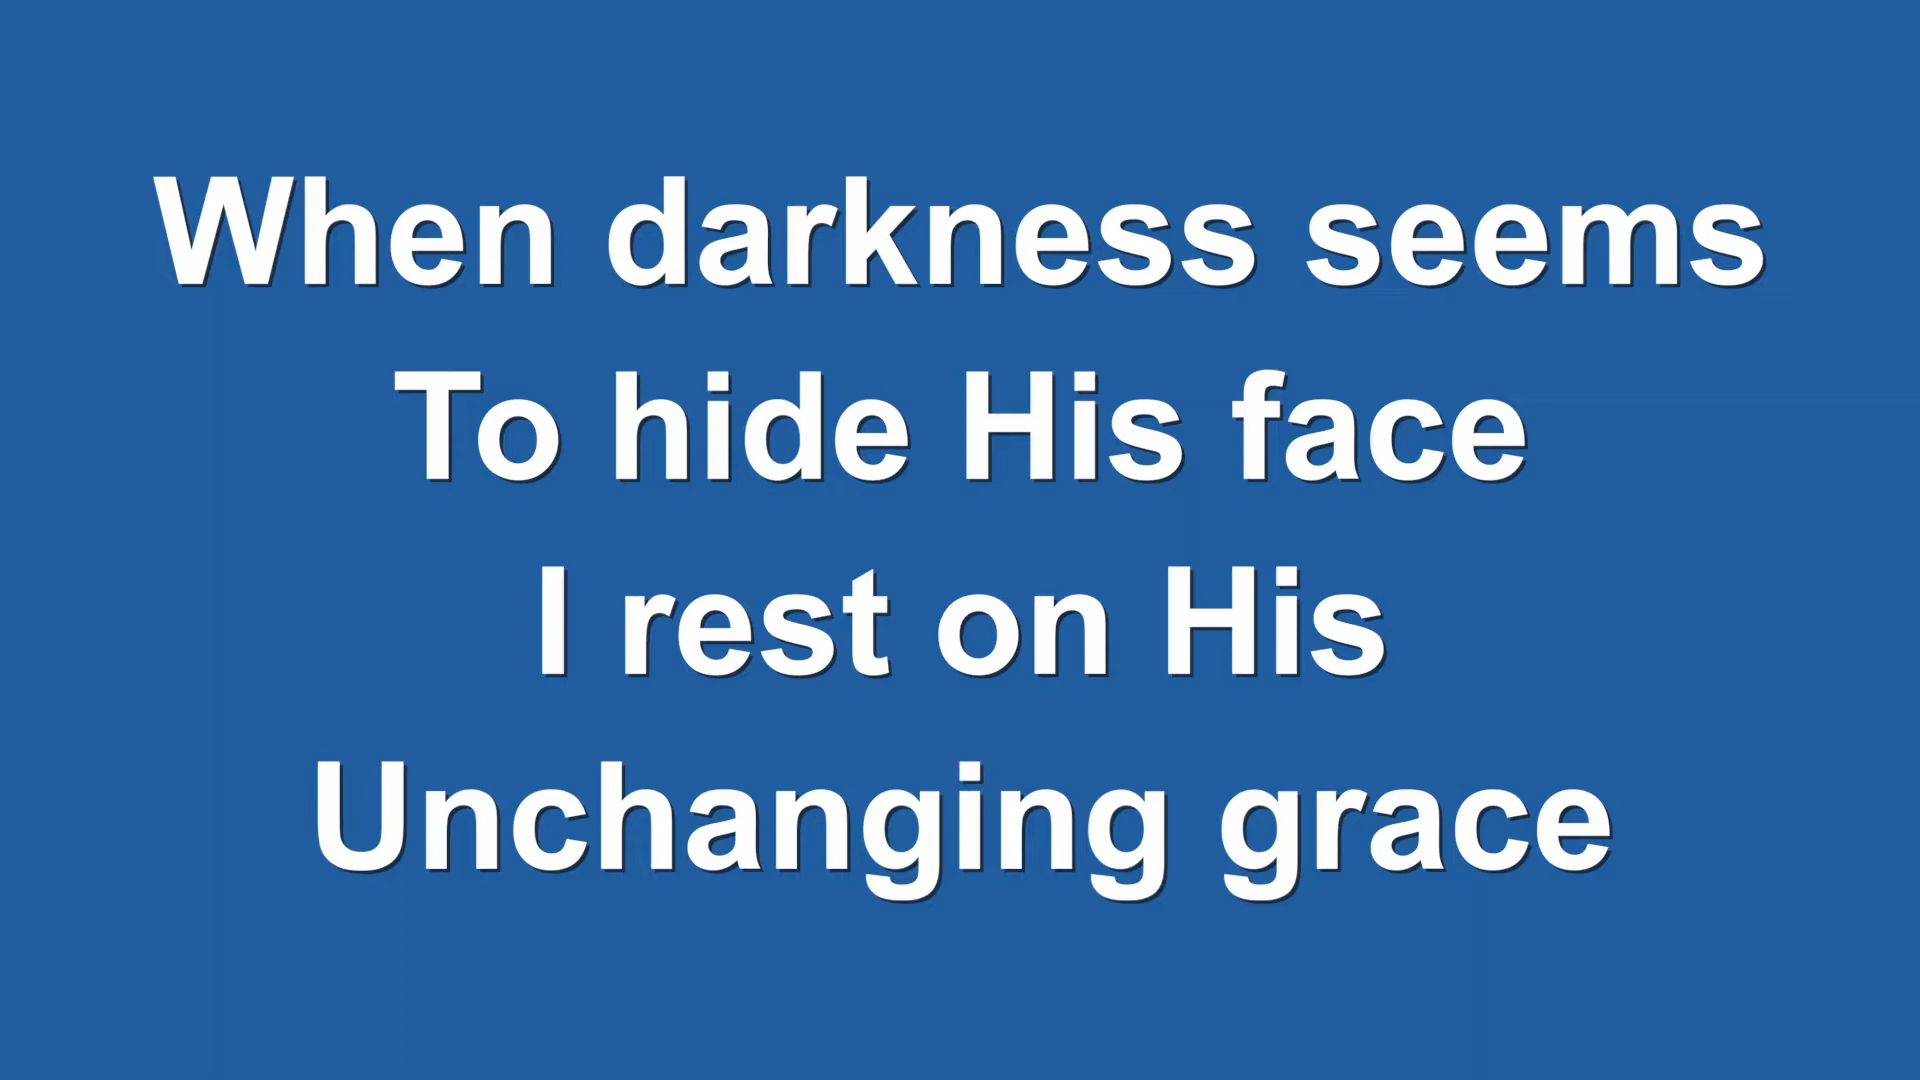 When darkness seems
To hide His face
I rest on His
Unchanging grace